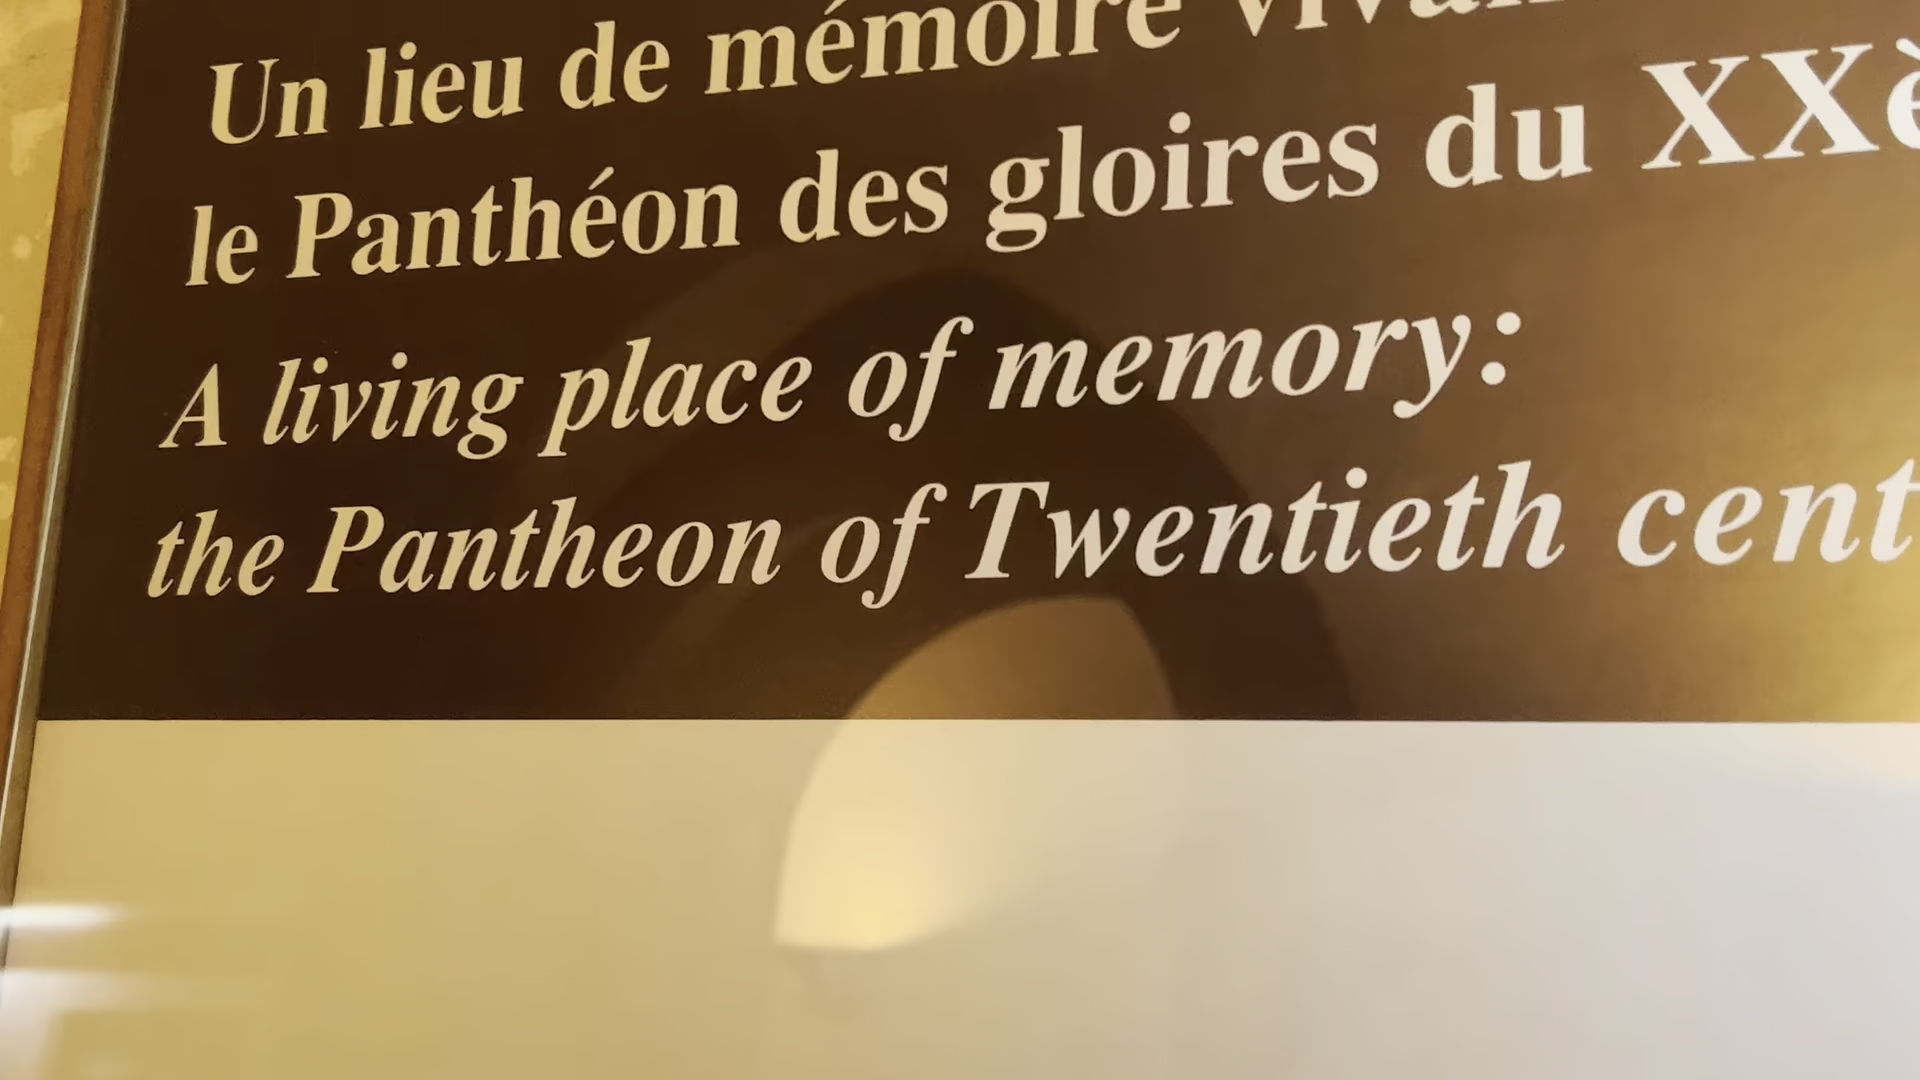 Un lieu de mémoire
le Panthéon des gloires du
A living place of memory:
the Pantheon of Twentieth